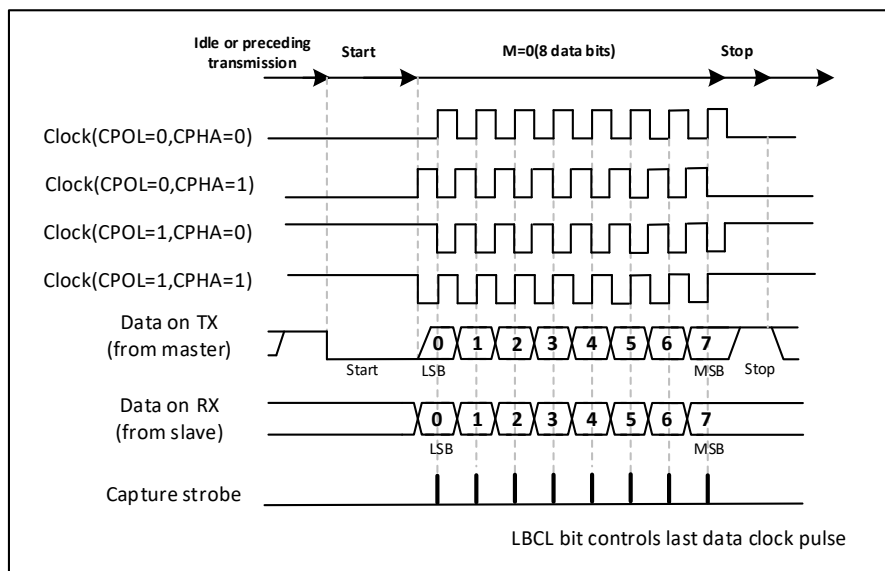 Idle or preceding
transmission
Start
M=0(8 data bits)
Stop
Clock(CPOL=0,CPHA=0)
Clock(CPOL=0,CPHA=1)
Clock(CPOL=1,CPHA=0)
Clock(CPOL=1,CPHA=1)
Data on TX
(from master)
0 1 2 3 4 5 6 7
Start LSB MSB Stop
Data on RX
(from slave)
0 1 2 3 4 5 6 7
LSB MSB
Capture strobe
LBCL bit controls last data clock pulse